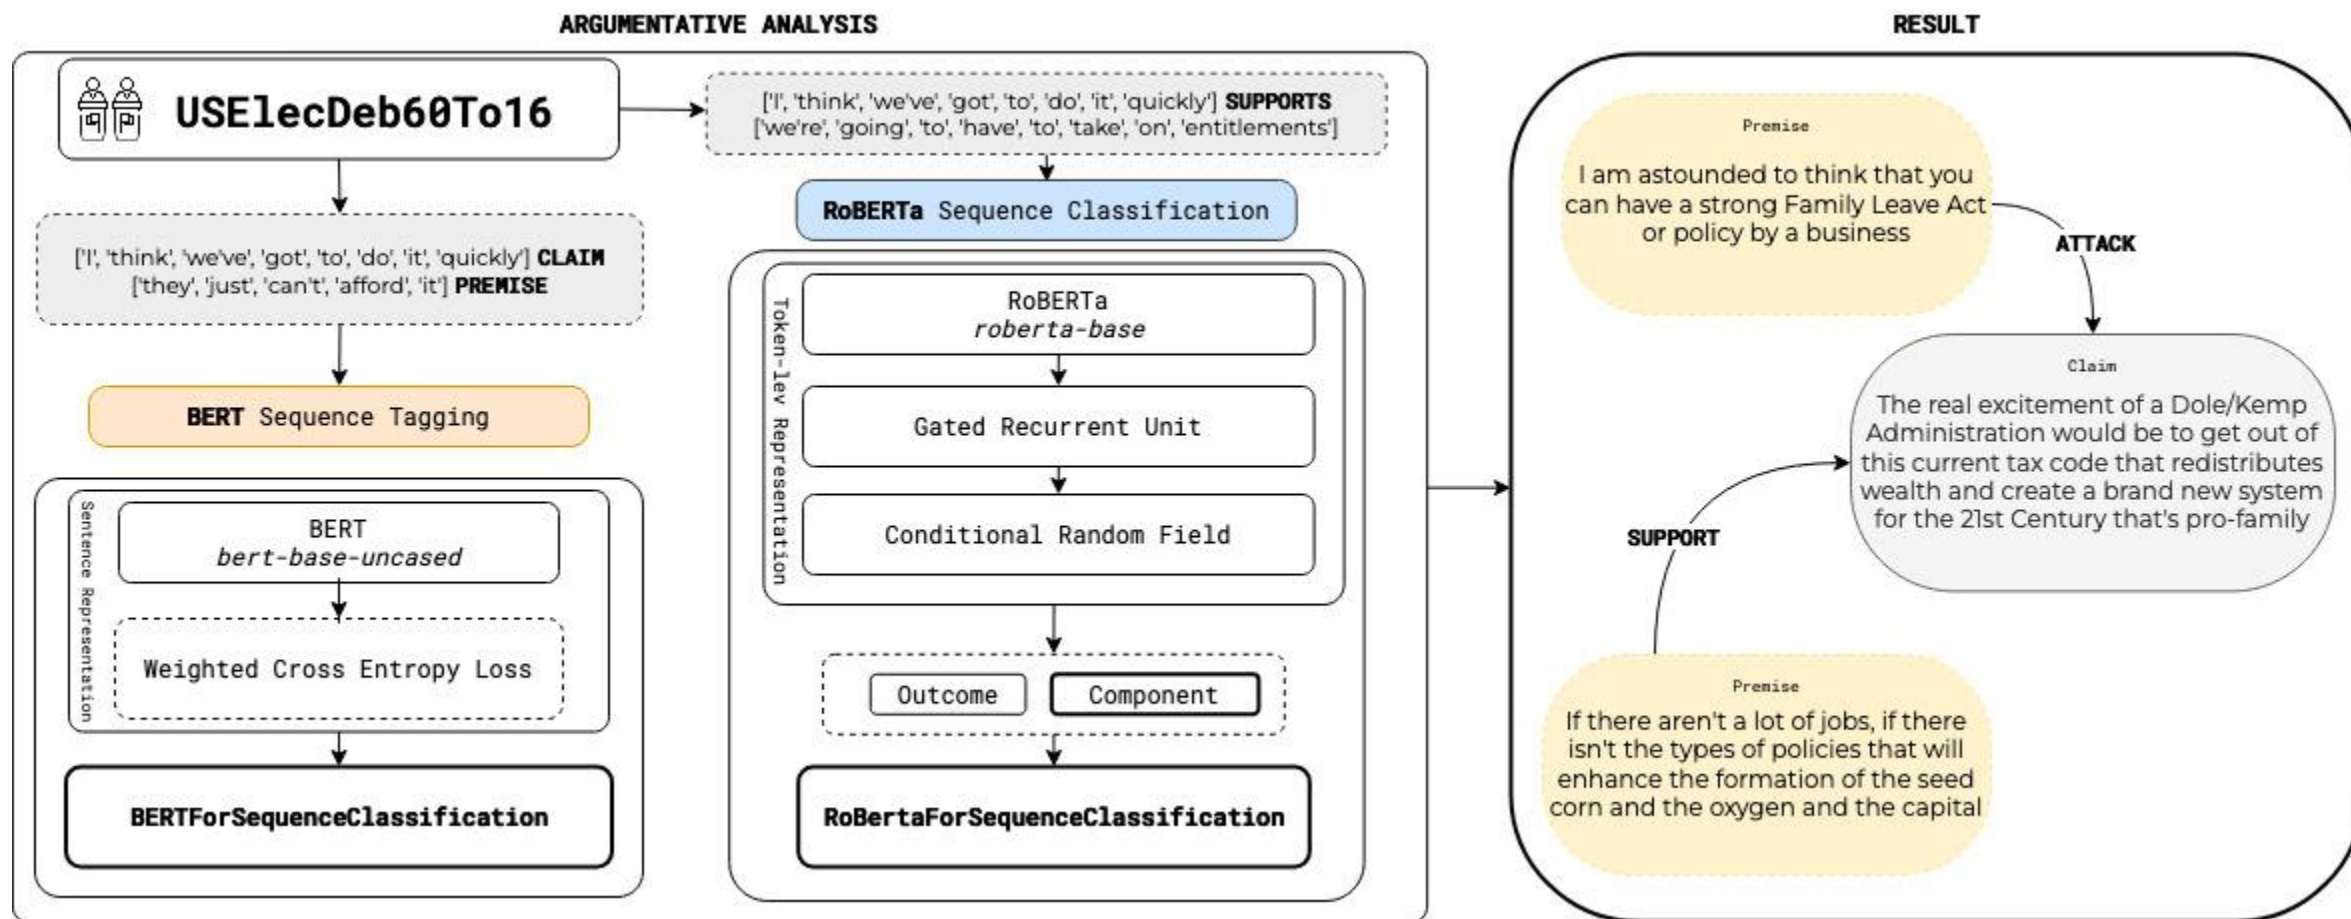 ARGUMENTATIVE ANALYSIS
USElecDeb60To16
['I', 'think', 'we've', 'got', 'to', 'do', 'it', 'quickly'] CLAIM
['they', 'just', 'can't', 'afford', 'it'] PREMISE
BERT Sequence Tagging
Sentence Representation
BERT
bert-base-uncased
Weighted Cross Entropy Loss
BERTForSequenceClassification
['I', 'think', 'we've', 'got', 'to', 'do', 'it', 'quickly'] SUPPORTS
['we're', 'going', 'to', 'have', 'to', 'take', 'on', 'entitlements']
RoBERTa Sequence Classification
Token-lev Representation
RoBERTa
roberta-base
Gated Recurrent Unit
Conditional Random Field
Outcome
Component
RoBertaForSequenceClassification
RESULT
Premise
I am astounded to think that you
can have a strong Family Leave Act
or policy by a business
ATTACK
Claim
The real excitement of a Dole/Kemp
Administration would be to get out of
this current tax code that redistributes
wealth and create a brand new system
for the 21st Century that's pro-family
SUPPORT
Premise
If there aren't a lot of jobs, if there
isn't the types of policies that will
enhance the formation of the seed
corn and the oxygen and the capital